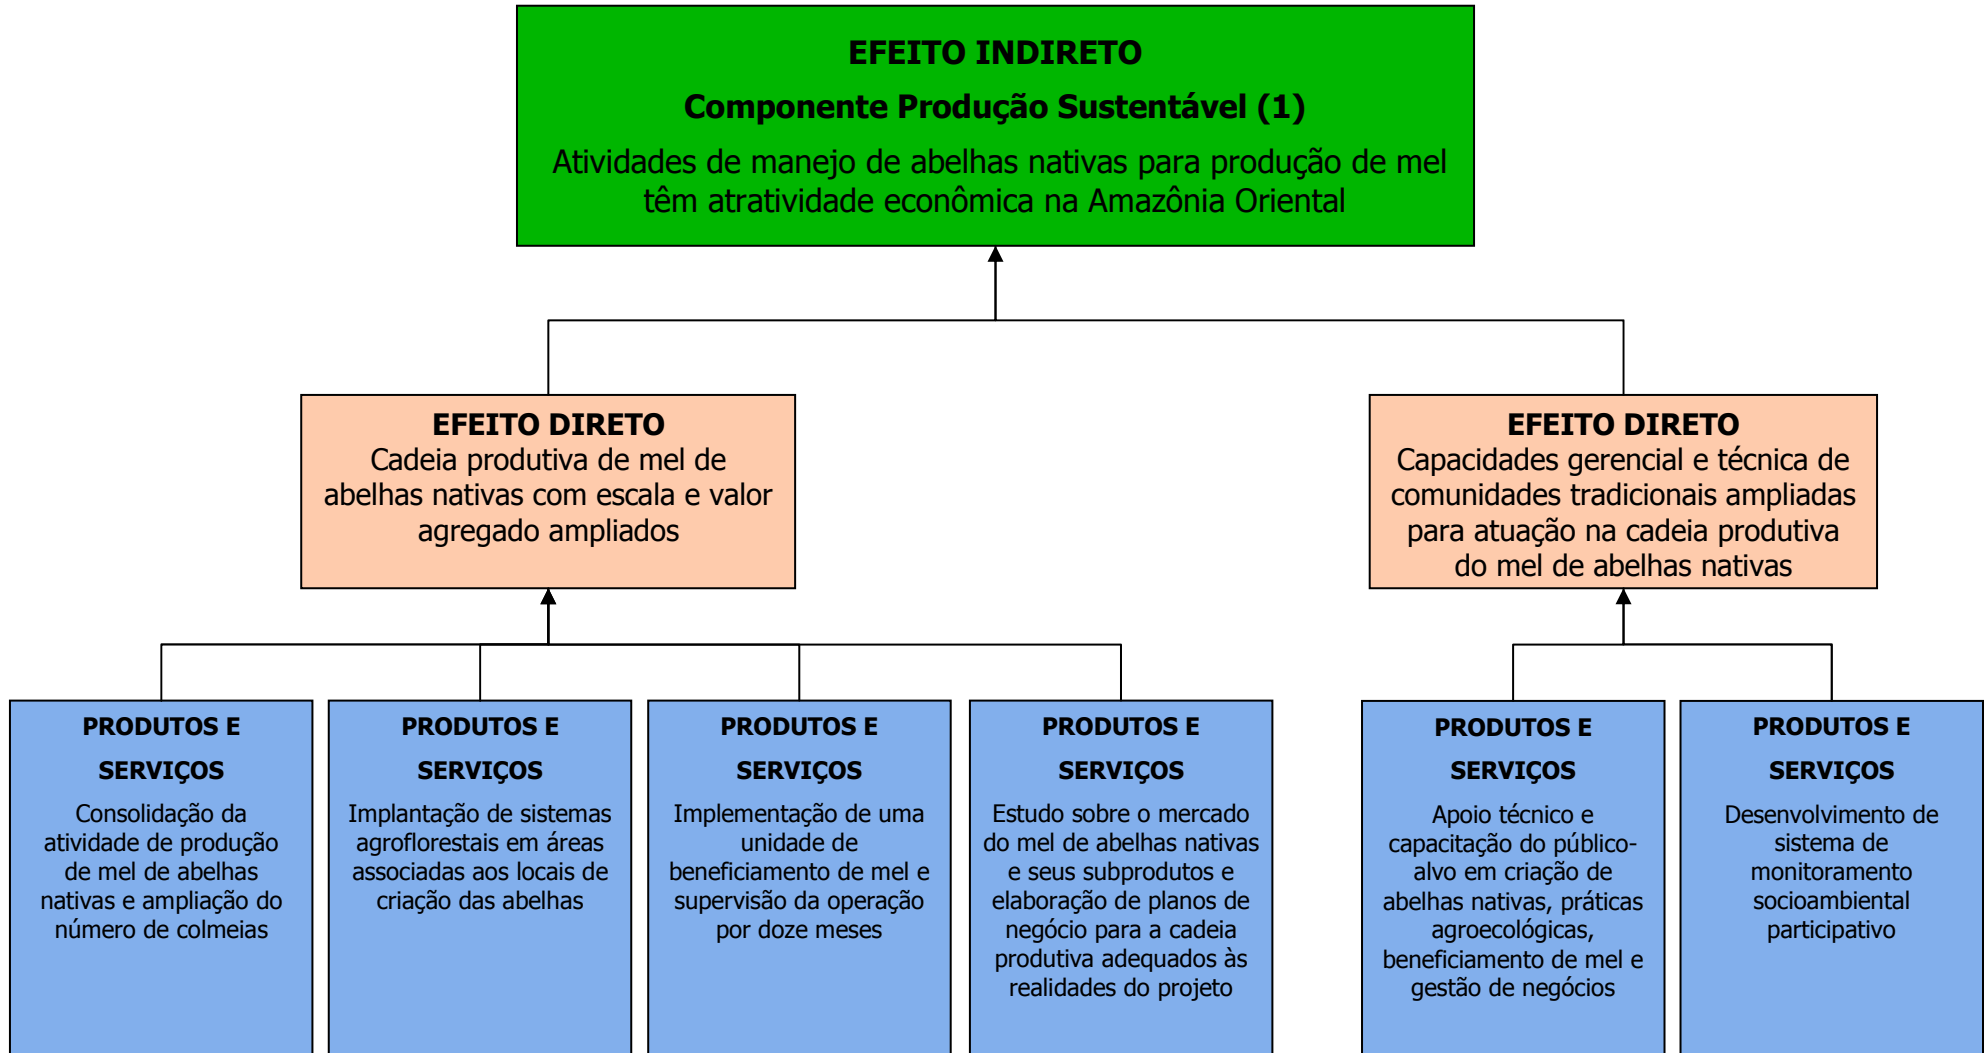 EFEITO INDIRETO
Componente Produção Sustentável (1)
Atividades de manejo de abelhas nativas para produção de mel
têm atratividade econômica na Amazônia Oriental
EFEITO DIRETO
Cadeia produtiva de mel de
abelhas nativas com escala e valor
agregado ampliados
EFEITO DIRETO
Capacidades gerencial e técnica de
comunidades tradicionais ampliadas
para atuação na cadeia produtiva
do mel de abelhas nativas
PRODUTOS E
SERVIÇOS
Consolidação da
atividade de produção
de mel de abelhas
nativas e ampliação do
número de colmeias
PRODUTOS E
SERVIÇOS
Implantação de sistemas
agroflorestais em áreas
associadas aos locais de
criação das abelhas
PRODUTOS E
SERVIÇOS
Implementação de uma
unidade de
beneficiamento de mel e
supervisão da operação
por doze meses
PRODUTOS E
SERVIÇOS
Estudo sobre o mercado
do mel de abelhas nativas
e seus subprodutos e
elaboração de planos de
negócio para a cadeia
produtiva adequados às
realidades do projeto
PRODUTOS E
SERVIÇOS
Apoio técnico e
capacitação do público-
alvo em criação de
abelhas nativas, práticas
agroecológicas,
beneficiamento de mel e
gestão de negócios
PRODUTOS E
SERVIÇOS
Desenvolvimento de
sistema de
monitoramento
socioambiental
participativo